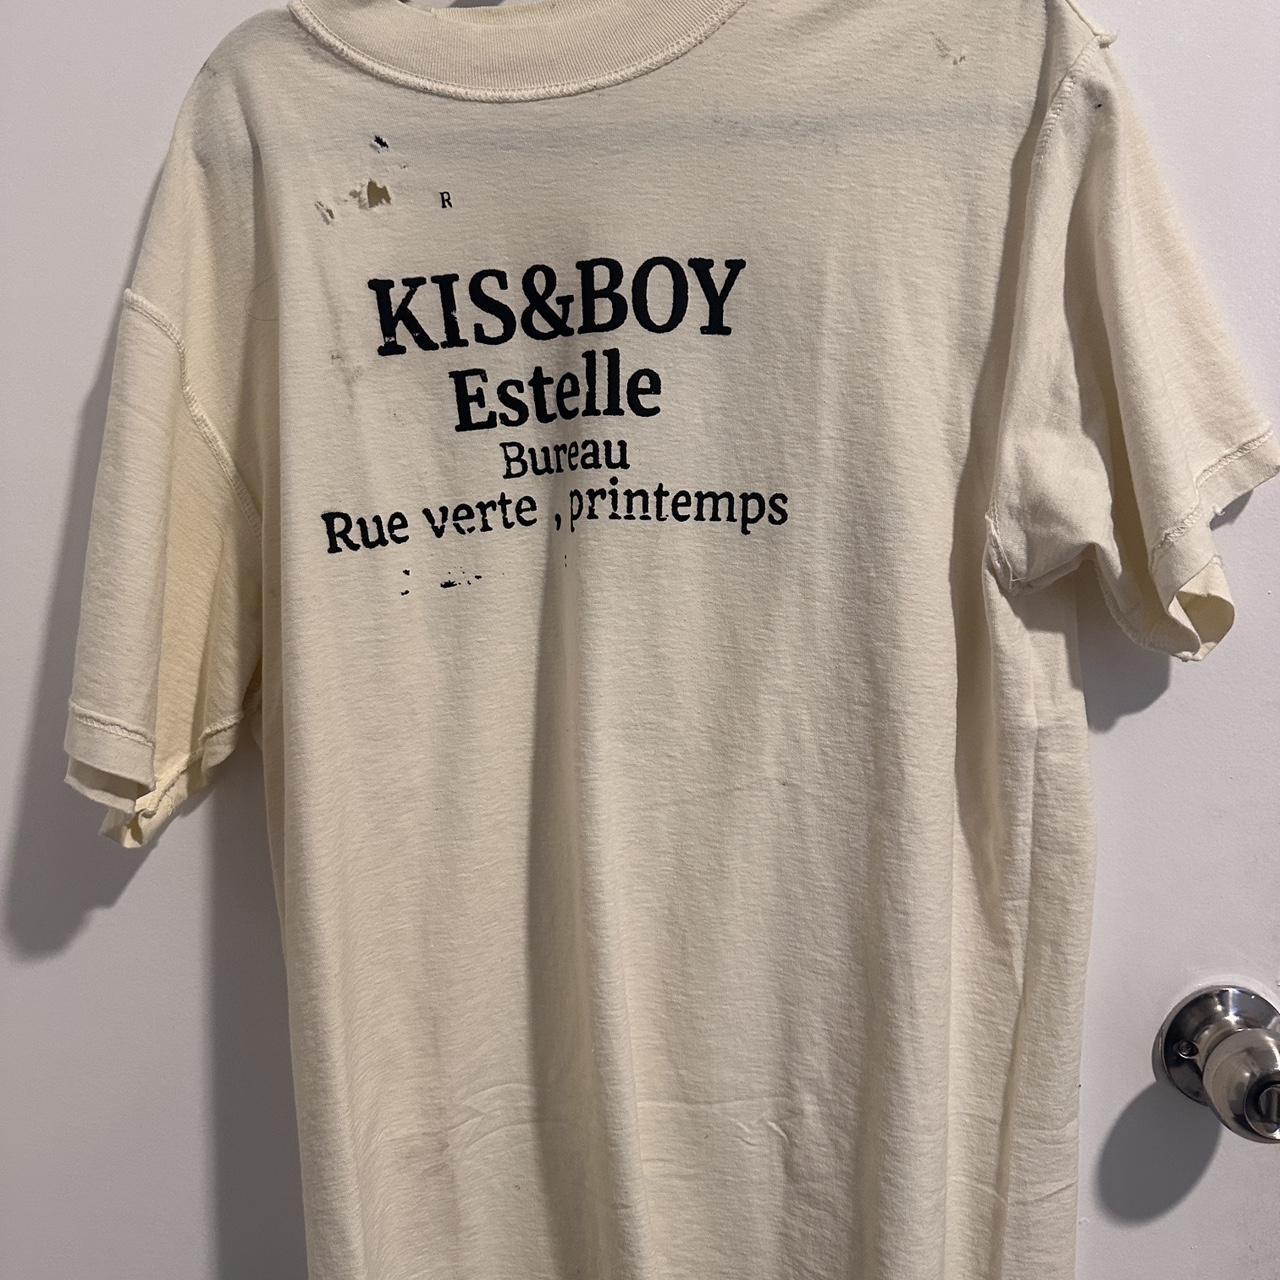 R
KIS&BOY
Estelle
Bureau
Rue verte , printemps